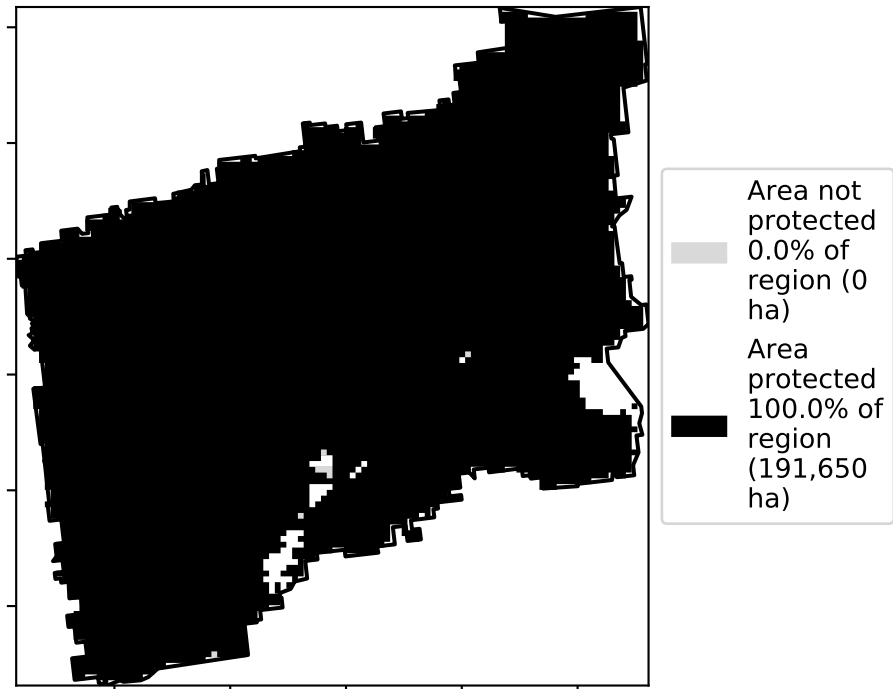 Area not
protected
0.0% of
region (0
ha)
Area
protected
100.0% of
region
(191,650
ha)